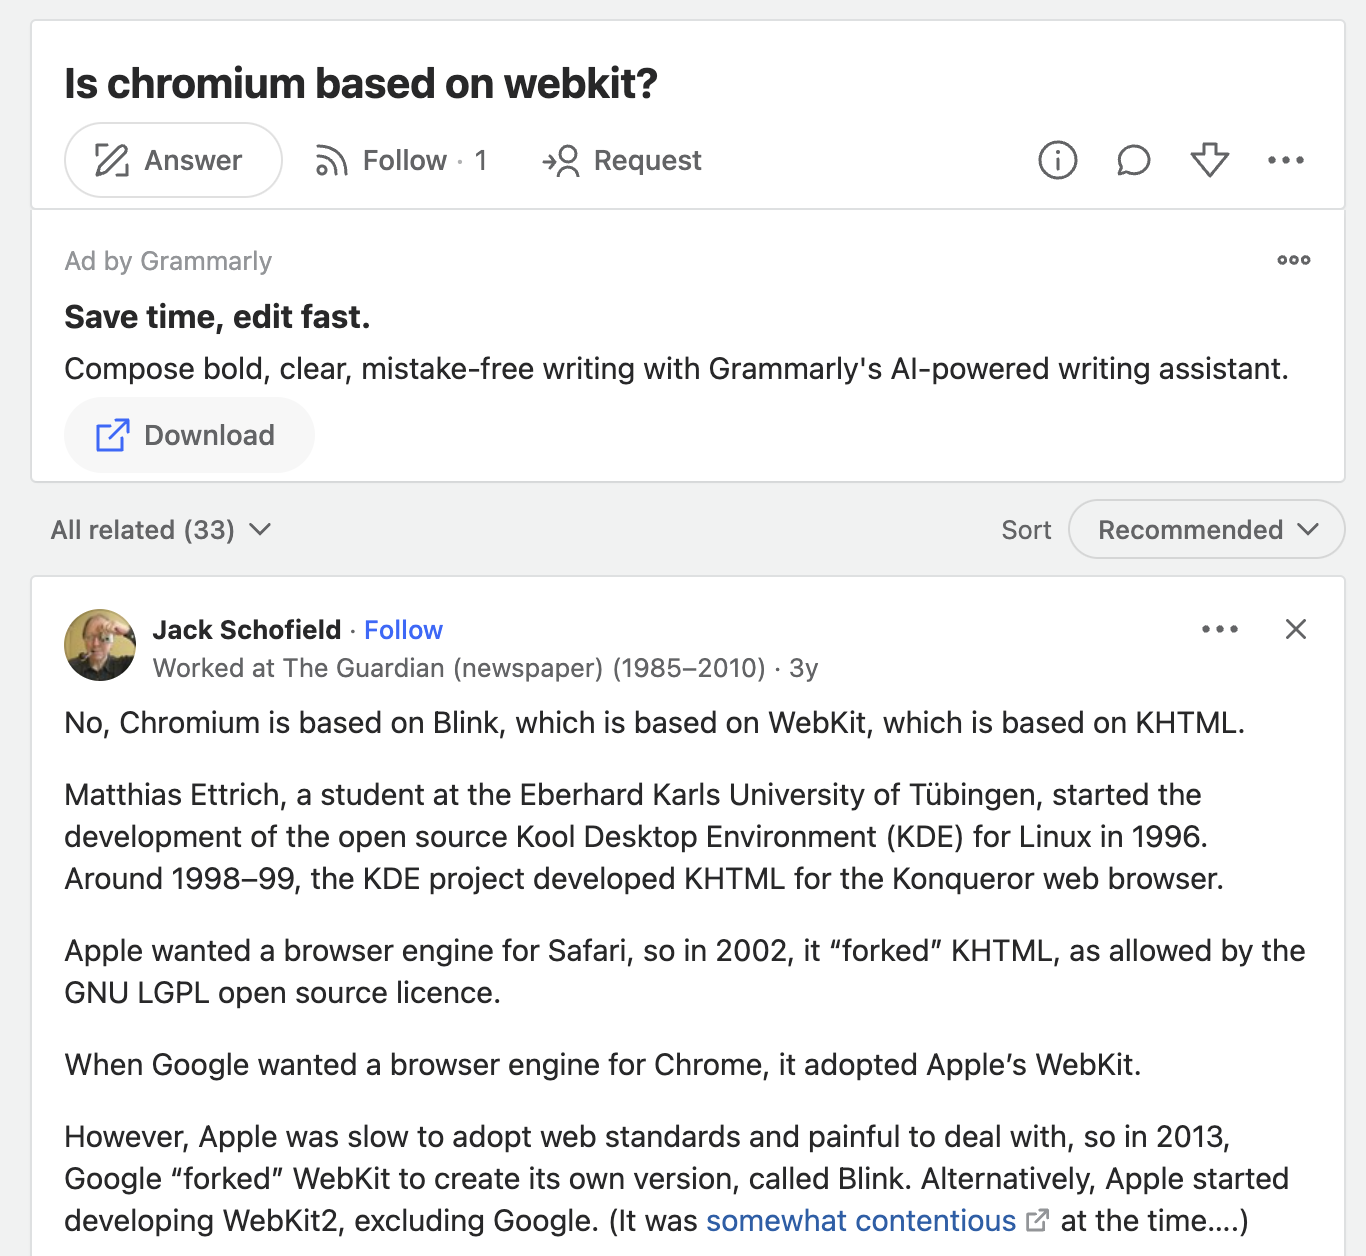 Is chromium based on webkit?
Answer
Follow · 1
Request
Ad by Grammarly
Save time, edit fast.
Compose bold, clear, mistake-free writing with Grammarly's AI-powered writing assistant.
Download
All related (33)
Sort
Recommended
Jack Schofield · Follow
Worked at The Guardian (newspaper) (1985–2010) · 3y
No, Chromium is based on Blink, which is based on WebKit, which is based on KHTML.
Matthias Ettrich, a student at the Eberhard Karls University of Tübingen, started the
development of the open source Kool Desktop Environment (KDE) for Linux in 1996.
Around 1998–99, the KDE project developed KHTML for the Konqueror web browser.
Apple wanted a browser engine for Safari, so in 2002, it “forked” KHTML, as allowed by the
GNU LGPL open source licence.
When Google wanted a browser engine for Chrome, it adopted Apple’s WebKit.
However, Apple was slow to adopt web standards and painful to deal with, so in 2013,
Google “forked” WebKit to create its own version, called Blink. Alternatively, Apple started
developing WebKit2, excluding Google. (It was somewhat contentious at the time....)